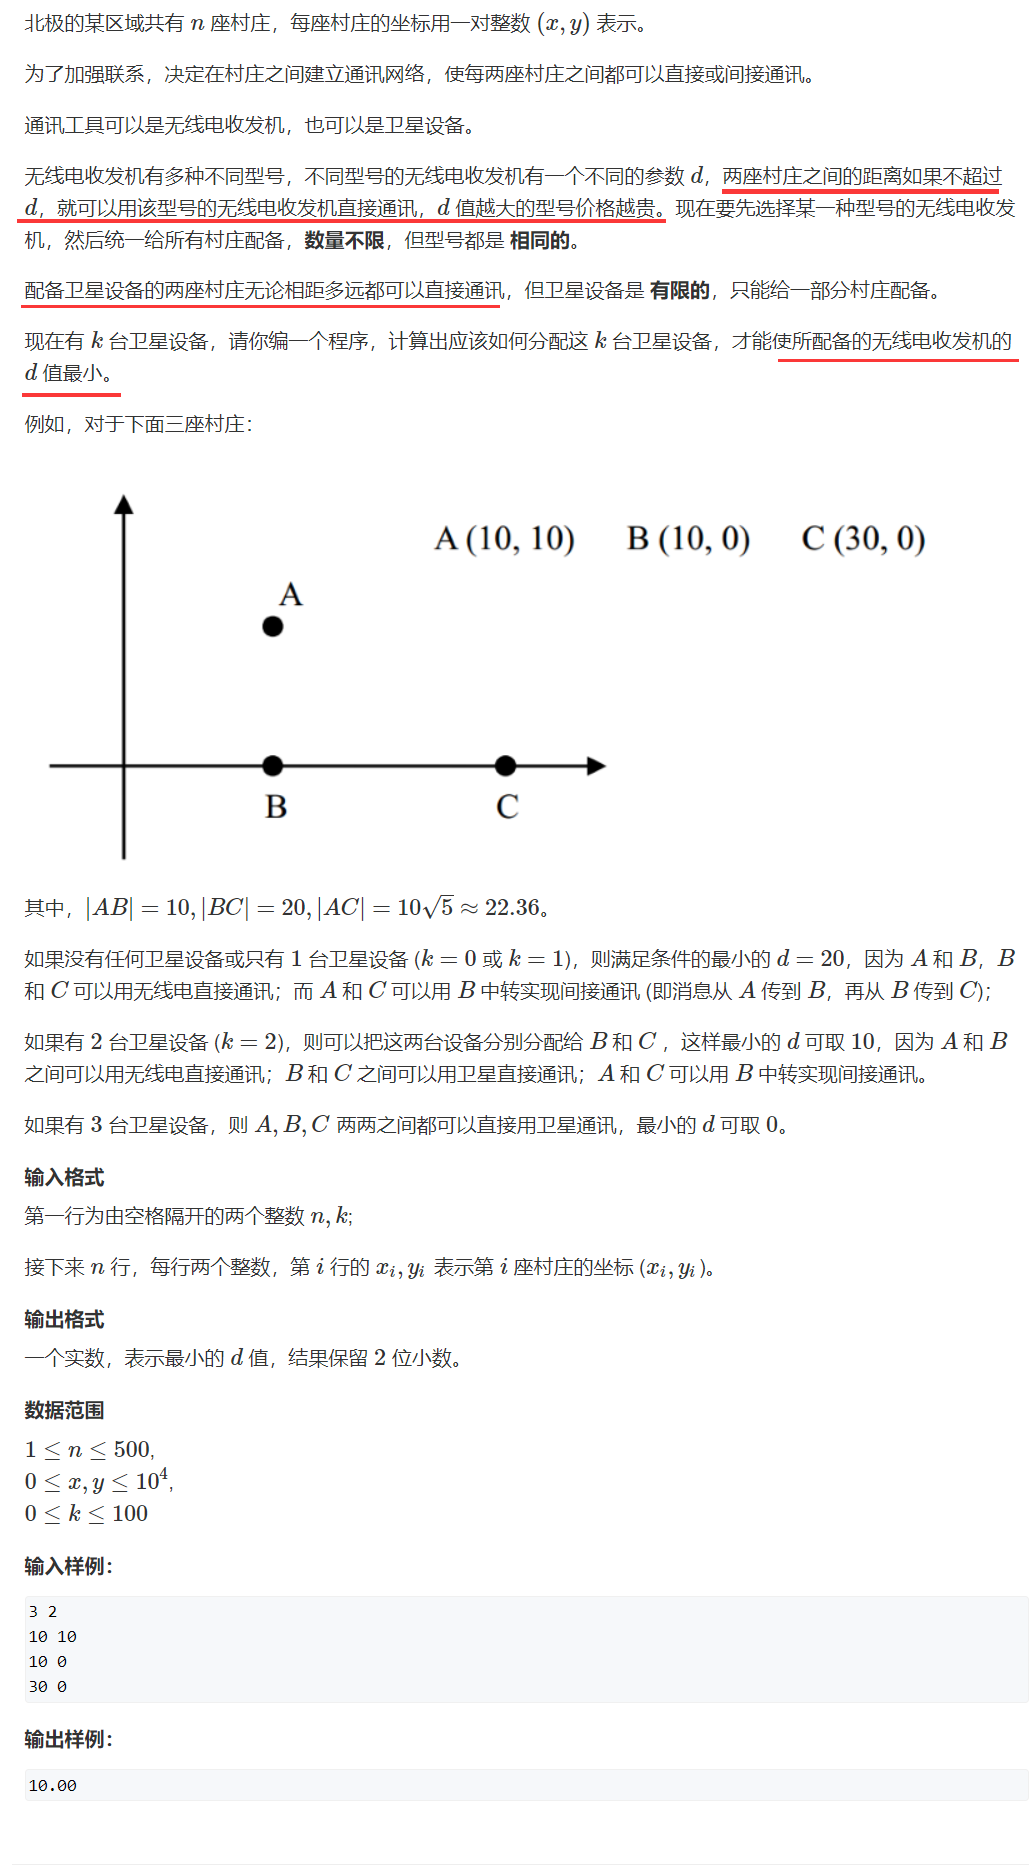 北极的某区域共有 n 座村庄，每座村庄的坐标用一对整数 (x, y) 表示。
为了加强联系，决定在村庄之间建立通讯网络，使每两座村庄之间都可以直接或间接通讯。
通讯工具可以是无线电收发机，也可以是卫星设备。
无线电收发机有多种不同型号，不同型号的无线电收发机有一个不同的参数 d，两座村庄之间的距离如果不超过
d，就可以用该型号的无线电收发机直接通讯，d 值越大的型号价格越贵。现在要先选择某一种型号的无线电收发
机，然后统一给所有村庄配备，数量不限，但型号都是 相同的。
配备卫星设备的两座村庄无论相距多远都可以直接通讯，但卫星设备是 有限的，只能给一部分村庄配备。
现在有 k 台卫星设备，请你编一个程序，计算出应该如何分配这 k 台卫星设备，才能使所配备的无线电收发机的
d 值最小。
例如，对于下面三座村庄：
A (10, 10) B (10, 0) C (30, 0)
A
B C
其中，|AB| = 10, |BC| = 20, |AC| = 10√5 ≈ 22.36。
如果没有任何卫星设备或只有 1 台卫星设备 (k = 0 或 k = 1)，则满足条件的最小的 d = 20，因为 A 和 B，B
和 C 可以用无线电直接通讯；而 A 和 C 可以用 B 中转实现间接通讯 (即消息从 A 传到 B，再从 B 传到 C)；
如果有 2 台卫星设备 (k = 2)，则可以把这两台设备分别分配给 B 和 C ，这样最小的 d 可取 10，因为 A 和 B
之间可以用无线电直接通讯；B 和 C 之间可以用卫星直接通讯；A 和 C 可以用 B 中转实现间接通讯。
如果有 3 台卫星设备，则 A, B, C 两两之间都可以直接用卫星通讯，最小的 d 可取 0。
输入格式
第一行为由空格隔开的两个整数 n, k;
接下来 n 行，每行两个整数，第 i 行的 xᵢ, yᵢ 表示第 i 座村庄的坐标 (xᵢ, yᵢ)。
输出格式
一个实数，表示最小的 d 值，结果保留 2 位小数。
数据范围
1 ≤ n ≤ 500,
0 ≤ x, y ≤ 10⁴,
0 ≤ k ≤ 100
输入样例：
3 2
10 10
10 0
30 0
输出样例：
10.00